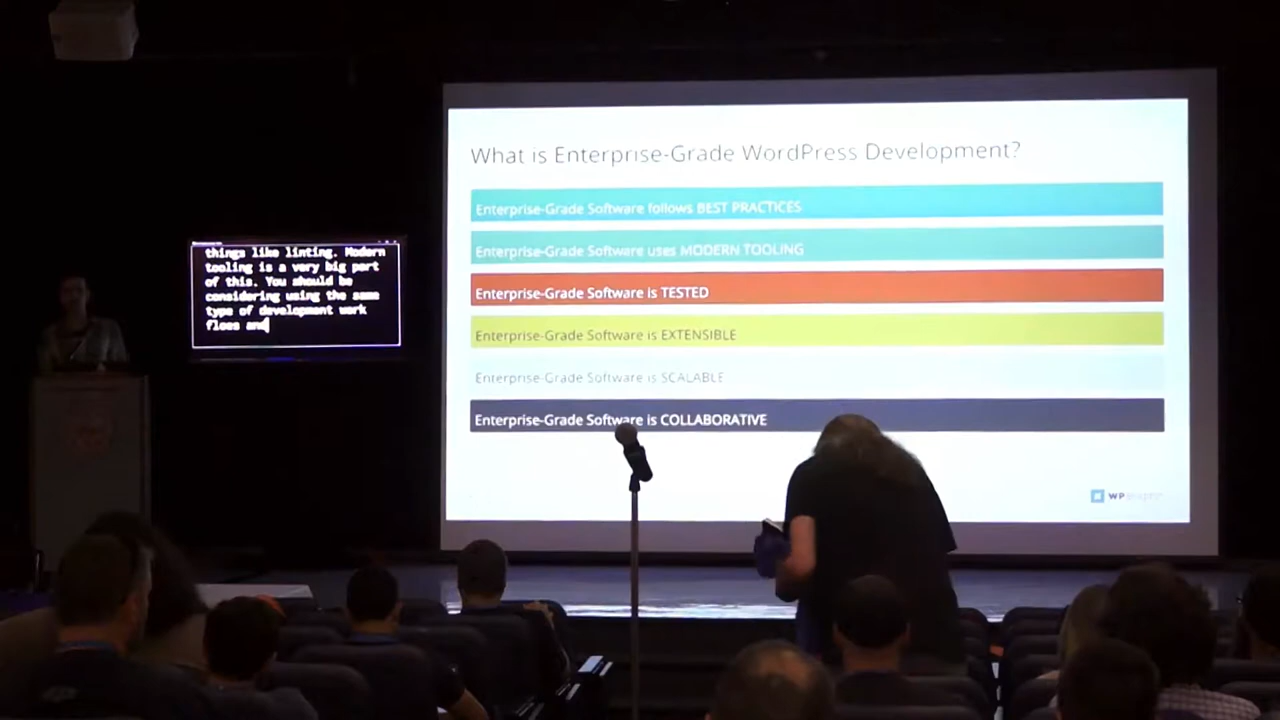 things like linting. Modern
tooling is a very big part
of this. You should be
considering using the same
type of development work
floes and
What is Enterprise-Grade WordPress Development?
Enterprise-Grade Software follows BEST PRACTICES
Enterprise-Grade Software uses MODERN TOOLING
Enterprise-Grade Software is TESTED
Enterprise-Grade Software is EXTENSIBLE
Enterprise-Grade Software is SCALABLE
Enterprise-Grade Software is COLLABORATIVE
WP